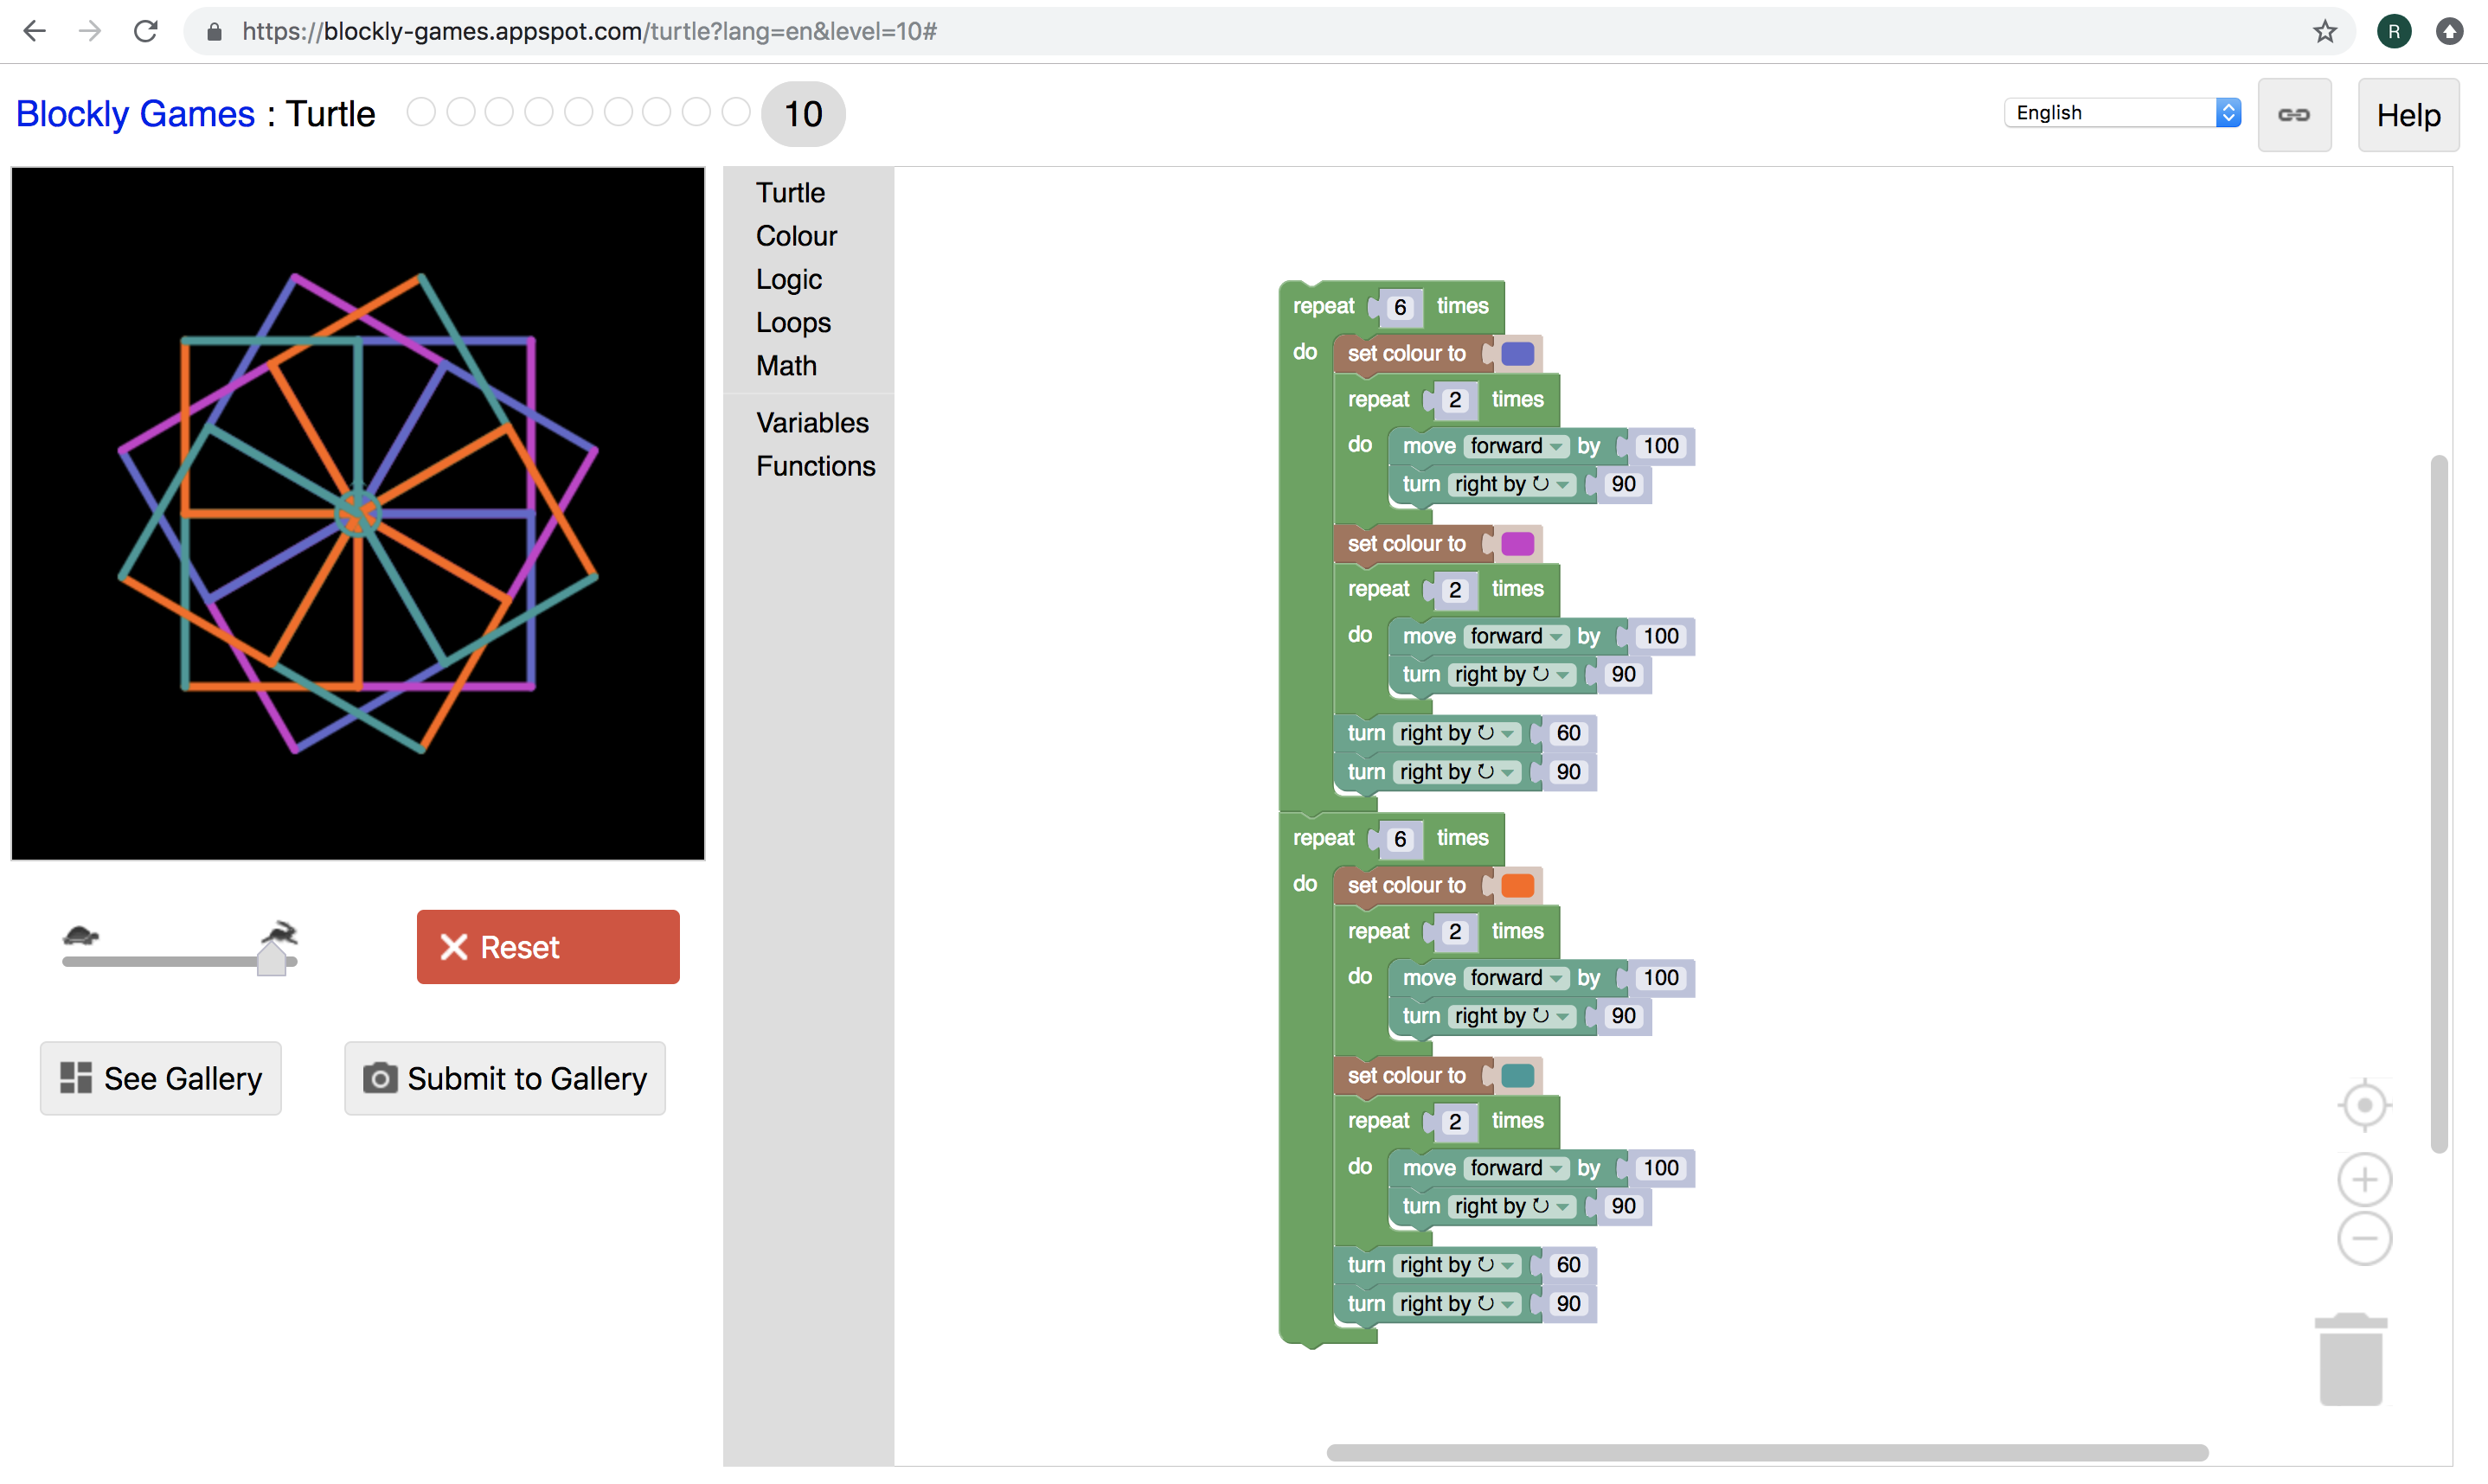 https://blockly-games.appspot.com/turtle?lang=en&level=10#
R
Blockly Games : Turtle
10
English
Help
Turtle
Colour
Logic
Loops
Math
Variables
Functions
repeat 6 times
do set colour to
repeat 2 times
do move forward by 100
turn right by ↻ 90
set colour to
repeat 2 times
do move forward by 100
turn right by ↻ 90
turn right by ↻ 60
turn right by ↻ 90
repeat 6 times
do set colour to
repeat 2 times
do move forward by 100
turn right by ↻ 90
set colour to
repeat 2 times
do move forward by 100
turn right by ↻ 90
turn right by ↻ 60
turn right by ↻ 90
Reset
See Gallery
Submit to Gallery